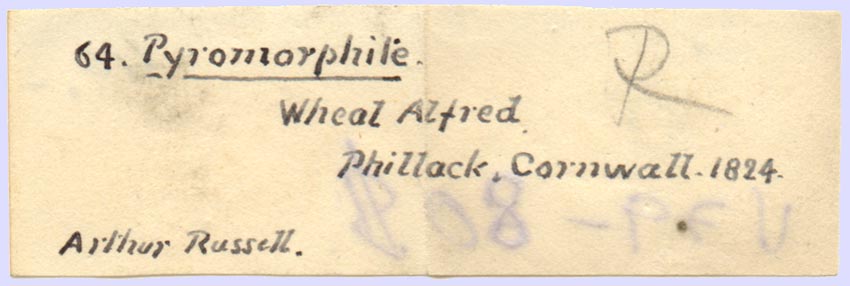 64. Pyromorphite.
R
Wheal Alfred.
Phillack, Cornwall. 1824.
Arthur Russell.